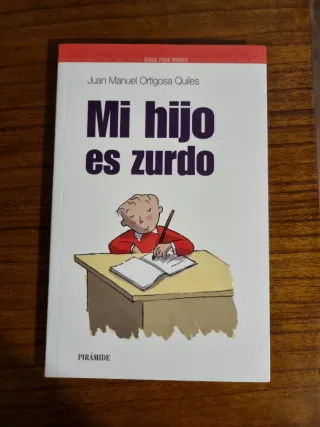 GUÍAS PARA PADRES
Juan Manuel Ortigosa Quiles
Mi hijo
es zurdo
PIRÁMIDE